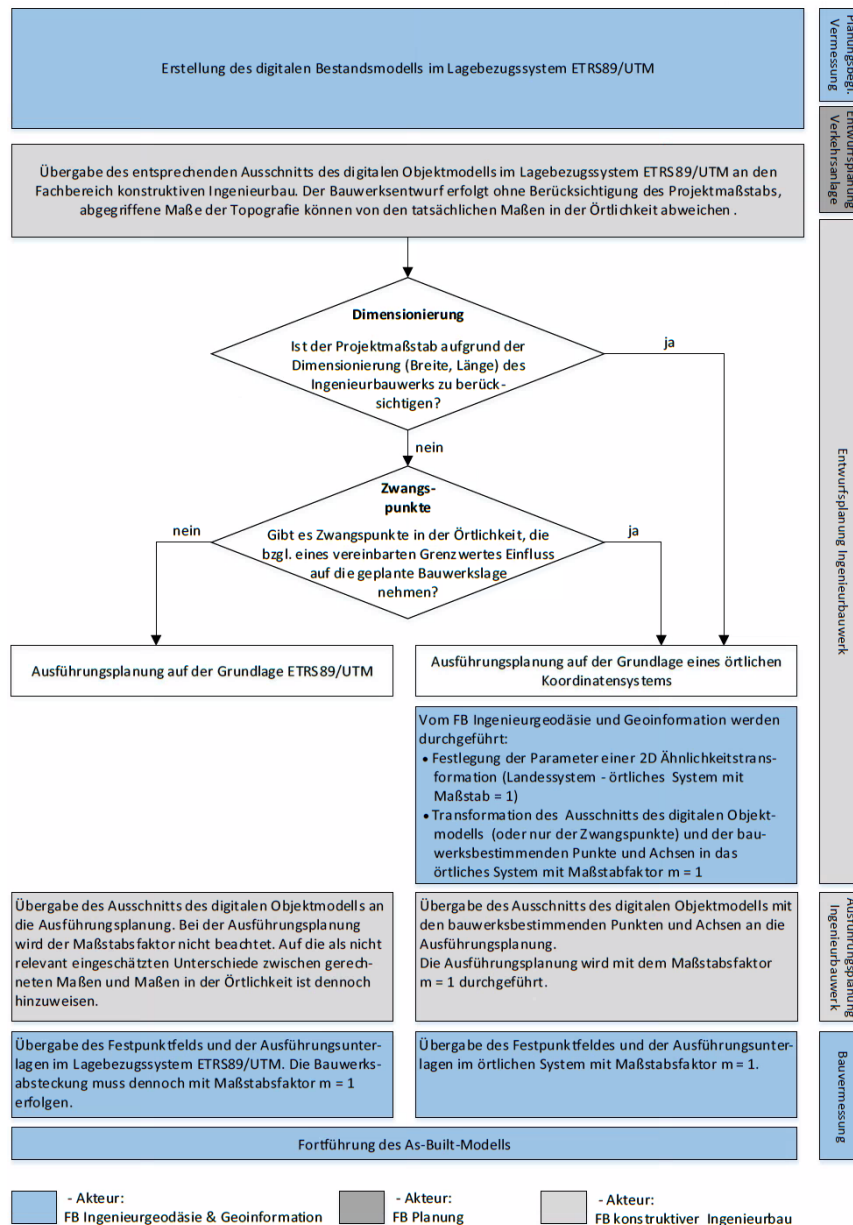 Erstellung des digitalen Bestandsmodells im Lagebezugssystem ETRS89/UTM
Planungsbegl.
Vermessung
Übergabe des entsprechenden Ausschnitts des digitalen Objektmodells im Lagebezugssystem ETRS89/UTM an den
Fachbereich konstruktiven Ingenieurbau. Der Bauwerksentwurf erfolgt ohne Berücksichtigung des Projektmaßstabs,
abgegriffene Maße der Topografie können von den tatsächlichen Maßen in der Örtlichkeit abweichen .
Entwurfsplanung
Verkehrsanlage
Dimensionierung
Ist der Projektmaßstab aufgrund der
Dimensionierung (Breite, Länge) des
Ingenieurbauwerks zu berück-
sichtigen?
ja
nein
Zwangs-
punkte
Gibt es Zwangspunkte in der Örtlichkeit, die
bzgl. eines vereinbarten Grenzwertes Einfluss
auf die geplante Bauwerkslage
nehmen?
nein
ja
Entwurfsplanung Ingenieurbauwerk
Ausführungsplanung auf der Grundlage ETRS89/UTM
Ausführungsplanung auf der Grundlage eines örtlichen
Koordinatensystems
Vom FB Ingenieurgeodäsie und Geoinformation werden
durchgeführt:
• Festlegung der Parameter einer 2D Ähnlichkeitstrans-
formation (Landessystem - örtliches System mit
Maßstab = 1)
• Transformation des Ausschnitts des digitalen Objekt-
modells (oder nur der Zwangspunkte) und der bau-
werksbestimmenden Punkte und Achsen in das
örtliches System mit Maßstabfaktor m = 1
Übergabe des Ausschnitts des digitalen Objektmodells an
die Ausführungsplanung. Bei der Ausführungsplanung
wird der Maßstabsfaktor nicht beachtet. Auf die als nicht
relevant eingeschätzten Unterschiede zwischen gerech-
neten Maßen und Maßen in der Örtlichkeit ist dennoch
hinzuweisen.
Übergabe des Ausschnitts des digitalen Objektmodells mit
den bauwerksbestimmenden Punkten und Achsen an die
Ausführungsplanung.
Die Ausführungsplanung wird mit dem Maßstabsfaktor
m = 1 durchgeführt.
Ausführungsplanung
Ingenieurbauwerk
Übergabe des Festpunktfelds und der Ausführungsunter-
lagen im Lagebezugssystem ETRS89/UTM. Die Bauwerks-
absteckung muss dennoch mit Maßstabsfaktor m = 1
erfolgen.
Übergabe des Festpunktfeldes und der Ausführungsunter-
lagen im örtlichen System mit Maßstabsfaktor m = 1.
Bauvermessung
Fortführung des As-Built-Modells
- Akteur:
FB Ingenieurgeodäsie & Geoinformation
- Akteur:
FB Planung
- Akteur:
FB konstruktiver Ingenieurbau